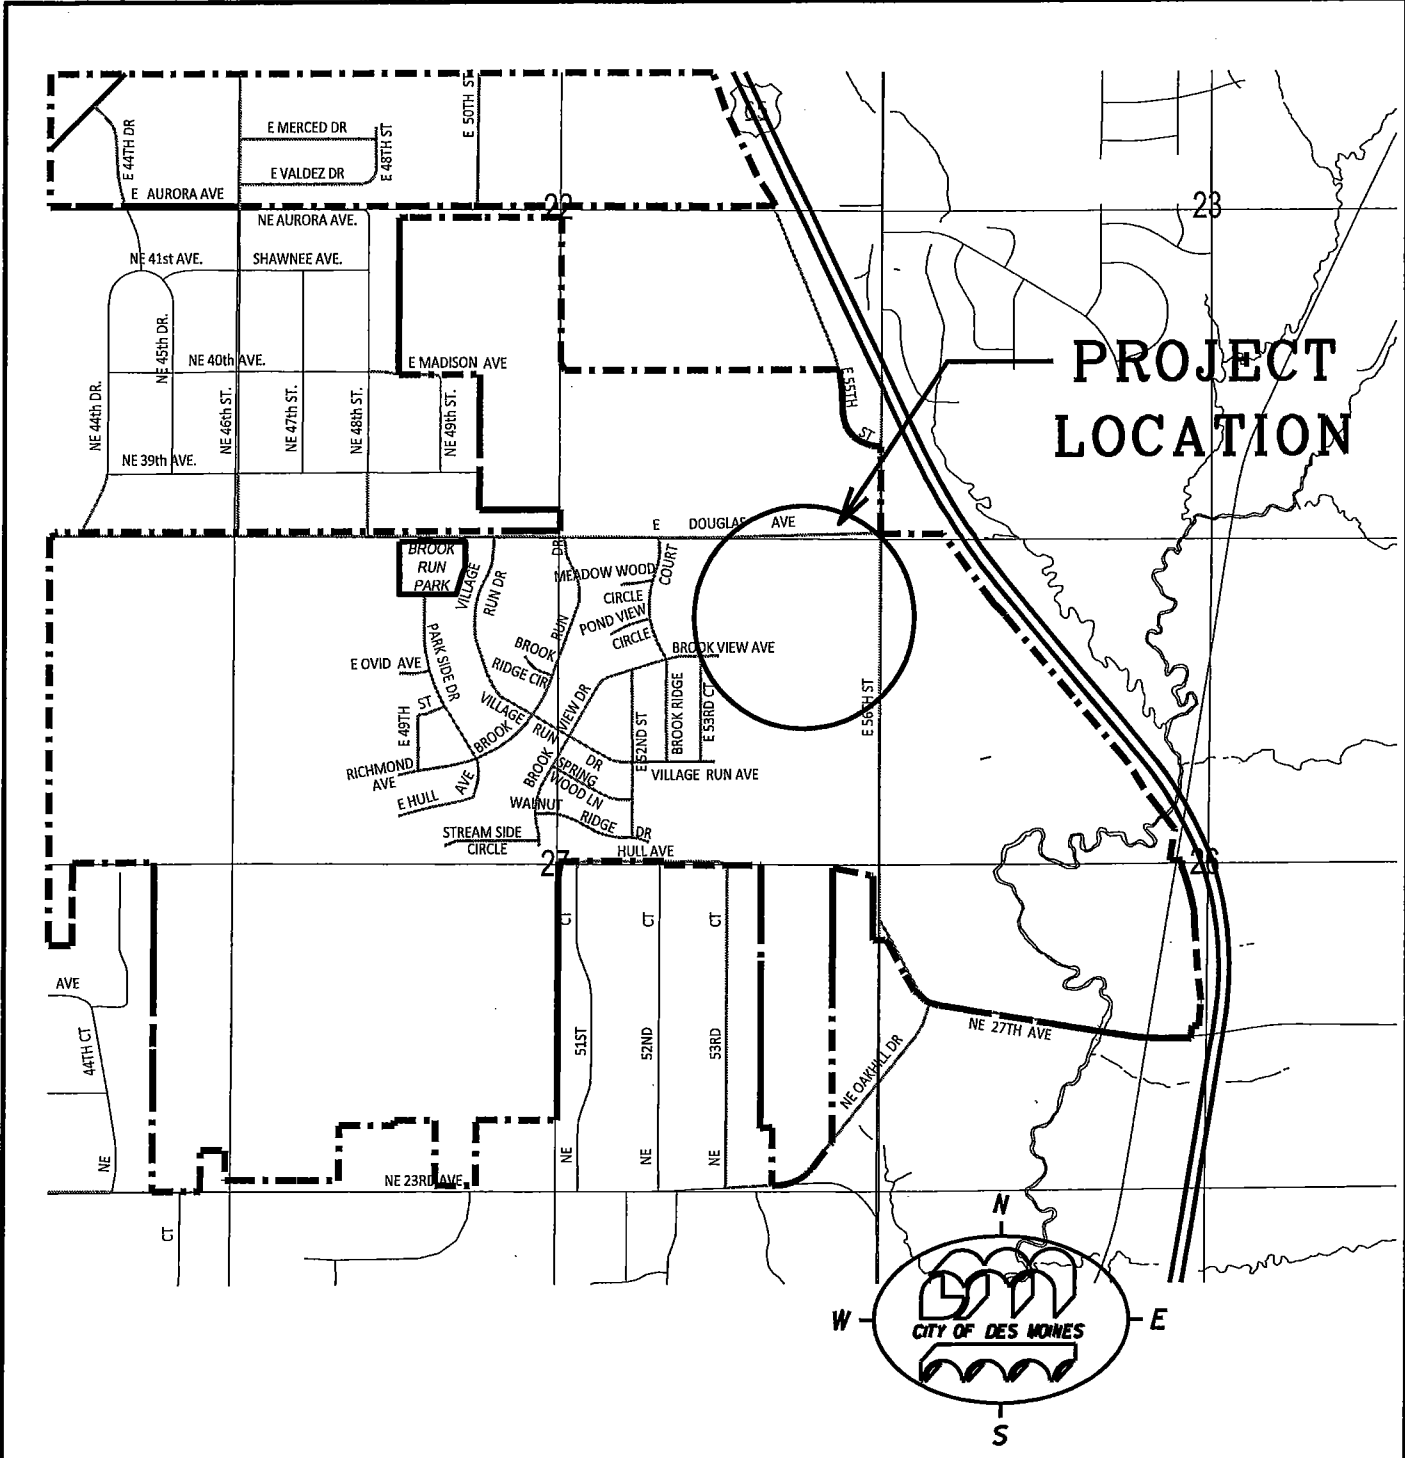 65
E 44TH DR
E MERCED DR
E 48TH ST
E 50TH ST
E VALDEZ DR
E AURORA AVE
NE AURORA AVE.
22
23
NE 41st AVE.
SHAWNEE AVE.
NE 45th DR.
NE 40th AVE.
E MADISON AVE
NE 44th DR.
NE 46th ST.
NE 47th ST.
NE 48th ST.
NE 49th ST.
NE 39th AVE.
E 55TH
ST
PROJECT
LOCATION
E DOUGLAS AVE
BROOK
RUN
PARK
VILLAGE
RUN DR
DR
RUN
BROOK
MEADOW WOOD
CIRCLE
COURT
POND VIEW
CIRCLE
BROOK VIEW AVE
BROOK
RIDGE CIR
E OVID AVE
PARK SIDE DR
E 49TH
ST
VILLAGE
RUN
DR
VIEW DR
BROOK
E 52ND ST
BROOK RIDGE
E 53RD CT
E 56TH ST
RICHMOND
AVE
E HULL
AVE
SPRING
WOOD LN
VILLAGE RUN AVE
WALNUT
RIDGE
DR
STREAM SIDE
CIRCLE
HULL AVE
27
26
AVE
44TH CT
NE
CT
51ST
NE
CT
52ND
NE
CT
53RD
NE
NE 27TH AVE
NE OAKHILL DR
NE 23RD AVE
CT
N
W
E
CITY OF DES MOINES
S